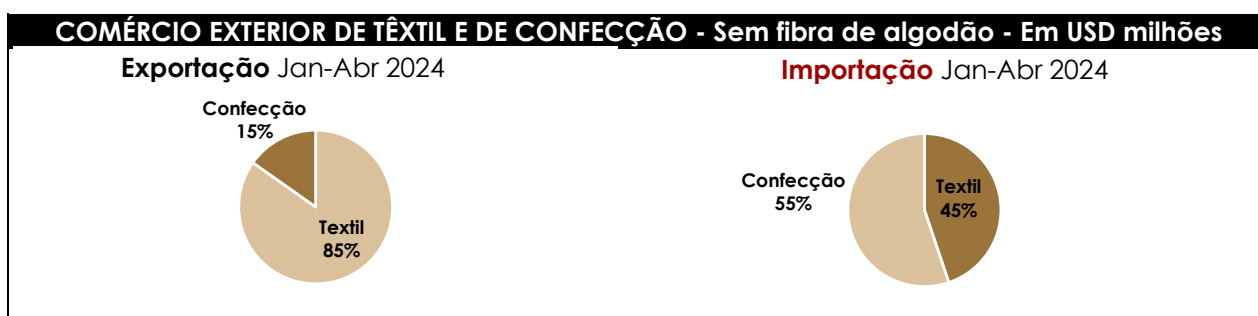 COMÉRCIO EXTERIOR DE TÊXTIL E DE CONFECÇÃO - Sem fibra de algodão - Em USD milhões
Exportação Jan-Abr 2024
Confecção
15%
Textil
85%
Importação Jan-Abr 2024
Confecção
55%
Textil
45%